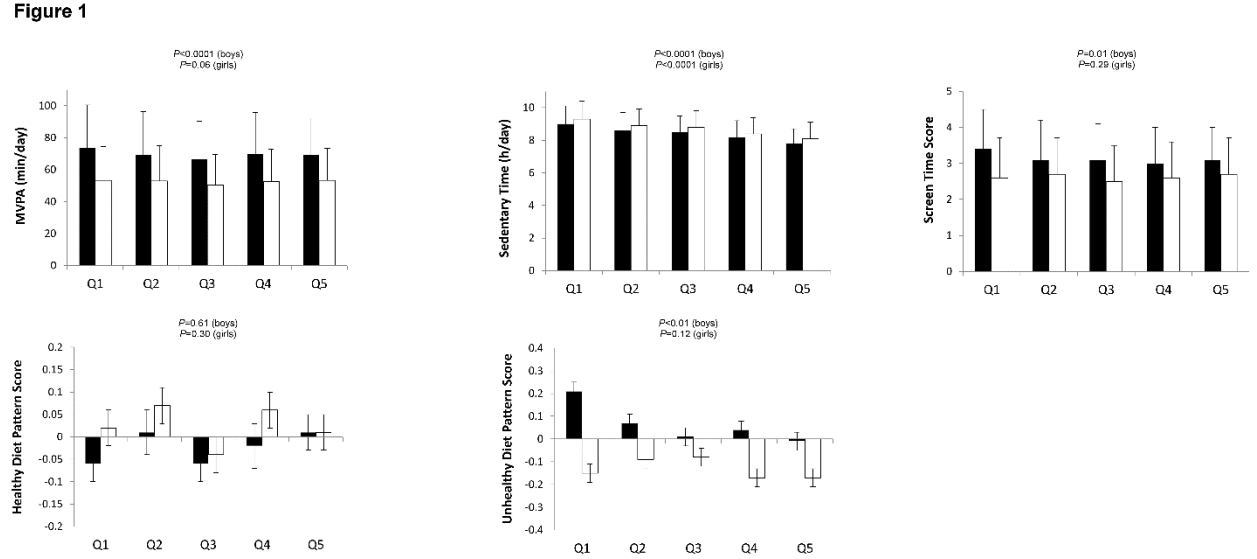 Figure 1
P<0.0001 (boys)
P=0.06 (girls)
MVPA (min/day)
100
80
60
40
20
0
Q1 Q2 Q3 Q4 Q5
P<0.0001 (boys)
P<0.0001 (girls)
Sedentary Time (h/day)
10
8
6
4
2
0
Q1 Q2 Q3 Q4 Q5
P=0.01 (boys)
P=0.29 (girls)
Screen Time Score
5
4
3
2
1
0
Q1 Q2 Q3 Q4 Q5
P=0.61 (boys)
P=0.30 (girls)
Healthy Diet Pattern Score
0.2
0.15
0.1
0.05
0
-0.05
-0.1
-0.15
-0.2
Q1 Q2 Q3 Q4 Q5
P<0.01 (boys)
P=0.12 (girls)
Unhealthy Diet Pattern Score
0.4
0.3
0.2
0.1
0
-0.1
-0.2
-0.3
-0.4
Q1 Q2 Q3 Q4 Q5